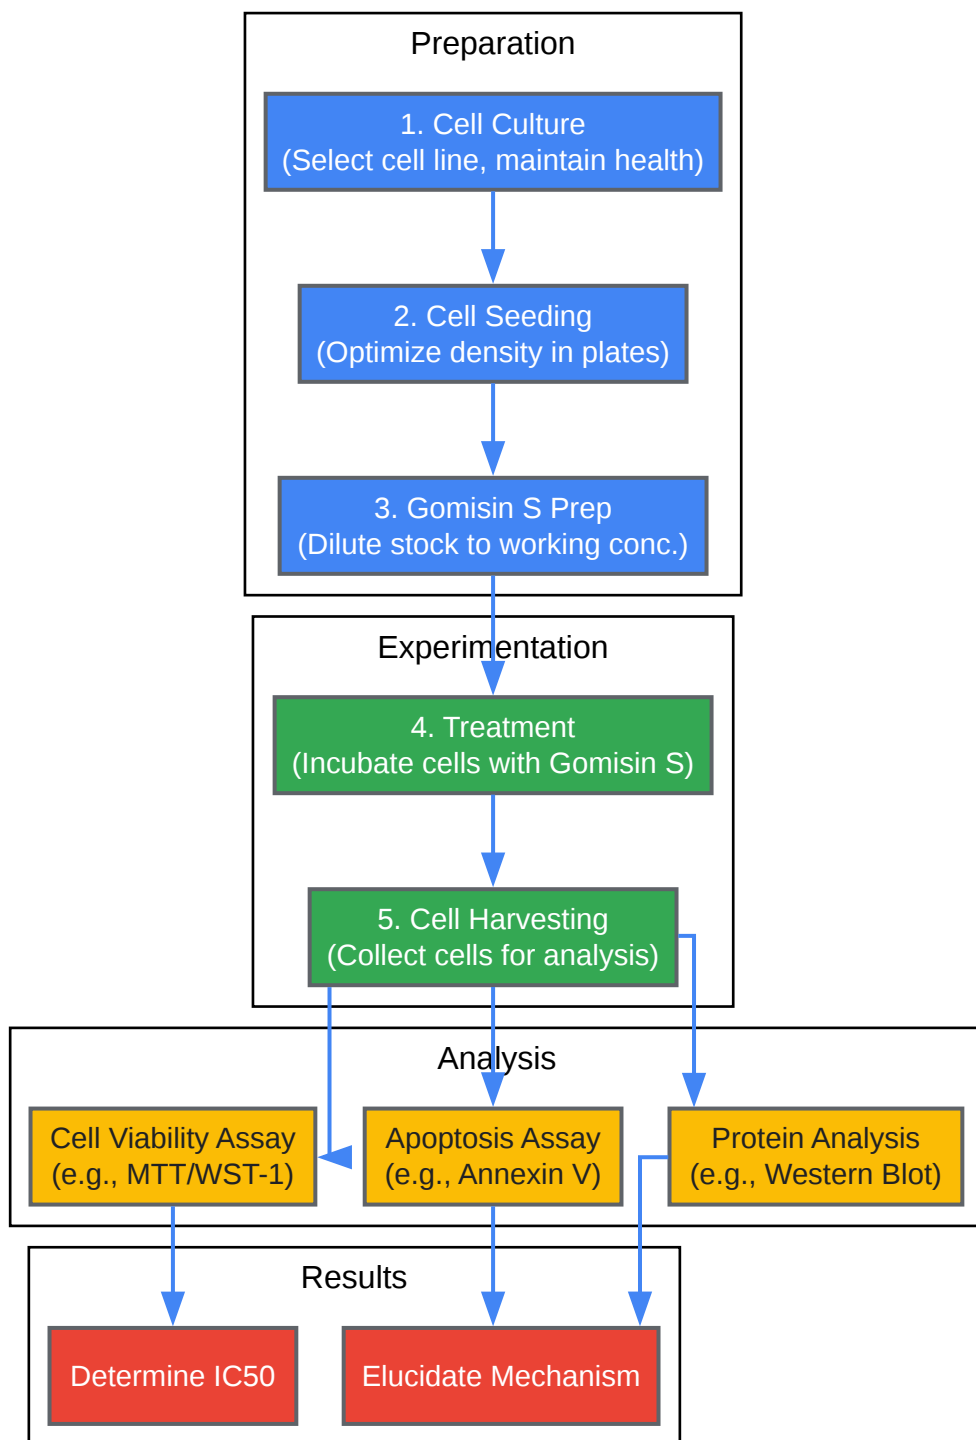 Preparation
1. Cell Culture
(Select cell line, maintain health)
2. Cell Seeding
(Optimize density in plates)
3. Gomisin S Prep
(Dilute stock to working conc.)
Experimentation
4. Treatment
(Incubate cells with Gomisin S)
5. Cell Harvesting
(Collect cells for analysis)
Analysis
Cell Viability Assay
(e.g., MTT/WST-1)
Apoptosis Assay
(e.g., Annexin V)
Protein Analysis
(e.g., Western Blot)
Results
Determine IC50
Elucidate Mechanism